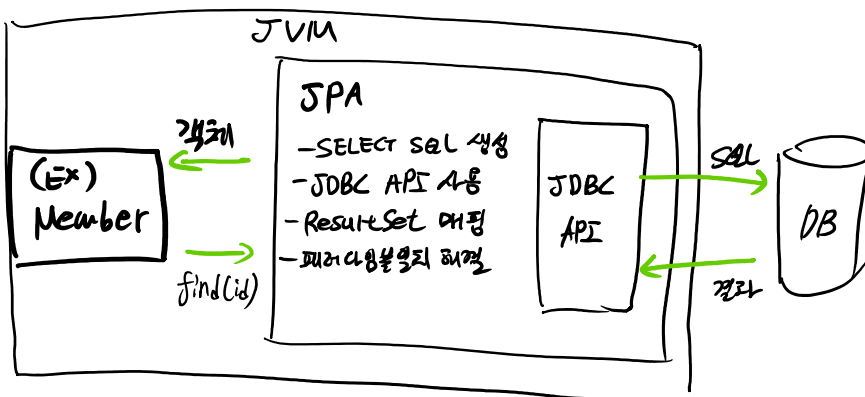 JVM
JPA
객체
(Ex)
Member
find(id)
-SELECT SQL 생성
-JDBC API 사용
-ResultSet 매핑
-패러다임불일치 해결
JDBC
API
SQL
결과
DB